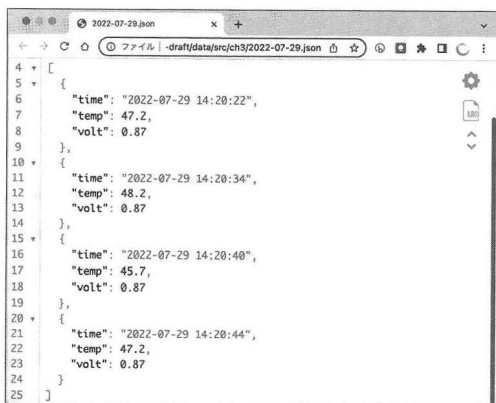 2022-07-29.json
ファイル | -draft/data/src/ch3/2022-07-29.json
4 [
5 {
6 "time": "2022-07-29 14:20:22",
7 "temp": 47.2,
8 "volt": 0.87
9 },
10 {
11 "time": "2022-07-29 14:20:34",
12 "temp": 48.2,
13 "volt": 0.87
14 },
15 {
16 "time": "2022-07-29 14:20:40",
17 "temp": 45.7,
18 "volt": 0.87
19 },
20 {
21 "time": "2022-07-29 14:20:44",
22 "temp": 47.2,
23 "volt": 0.87
24 }
25 ]